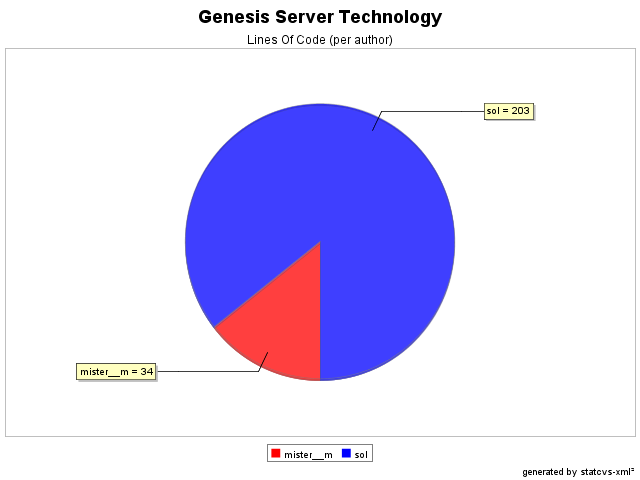 Genesis Server Technology
Lines Of Code (per author)
sol = 203
mister__m = 34
mister__m sol
generated by statcvs-xml²